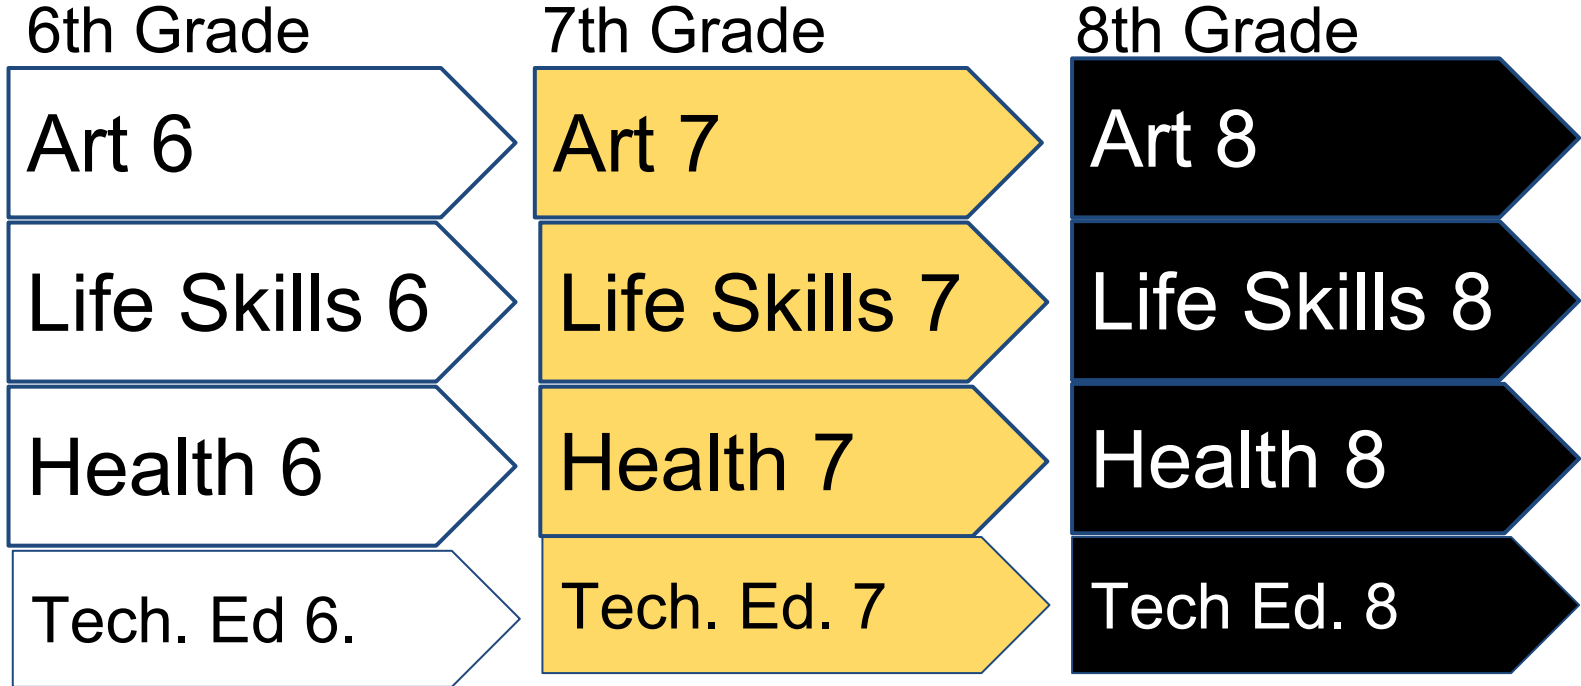 6th Grade
Art 6
Life Skills 6
Health 6
Tech. Ed 6.
7th Grade
Art 7
Life Skills 7
Health 7
Tech. Ed. 7
8th Grade
Art 8
Life Skills 8
Health 8
Tech Ed. 8